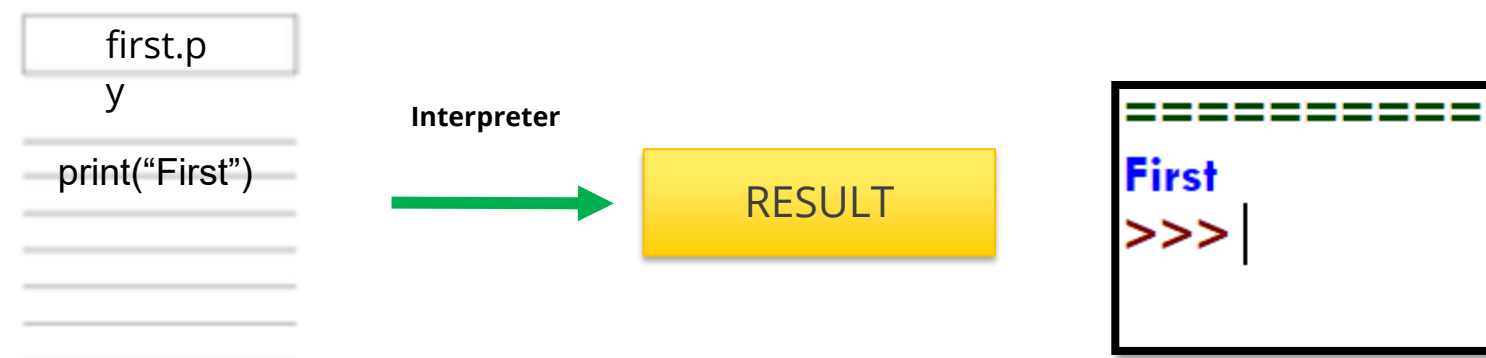 first.p
y
print(“First”)
Interpreter
RESULT
==========
First
>>>